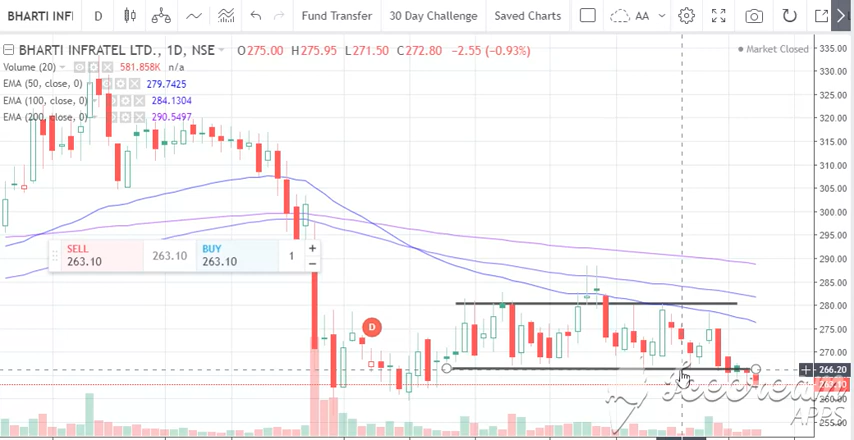 BHARTI INFI D Fund Transfer 30 Day Challenge Saved Charts AA
BHARTI INFRATEL LTD., 1D, NSE O275.00 H275.95 L271.50 C272.80 −2.55 (−0.93%) Market Closed
Volume (20) 581.858K n/a
EMA (50, close, 0) 279.7425
EMA (100, close, 0) 284.1304
EMA (200, close, 0) 290.5497
SELL
263.10
263.10
BUY
263.10
1
D
335.00
330.00
325.00
320.00
315.00
310.00
305.00
300.00
295.00
290.00
285.00
280.00
275.00
270.00
266.20
255.00
APPS